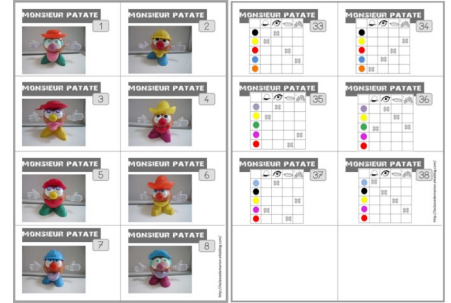 MONSIEUR PATATE
1
MONSIEUR PATATE
2
MONSIEUR PATATE
3
MONSIEUR PATATE
4
MONSIEUR PATATE
5
MONSIEUR PATATE
6
MONSIEUR PATATE
7
MONSIEUR PATATE
8
MONSIEUR PATATE
33
MONSIEUR PATATE
34
MONSIEUR PATATE
35
MONSIEUR PATATE
36
MONSIEUR PATATE
37
MONSIEUR PATATE
38